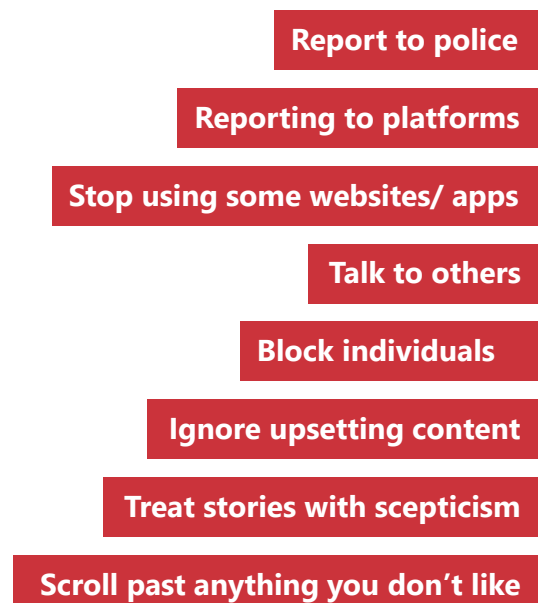 Report to police
Reporting to platforms
Stop using some websites/ apps
Talk to others
Block individuals
Ignore upsetting content
Treat stories with scepticism
Scroll past anything you don’t like